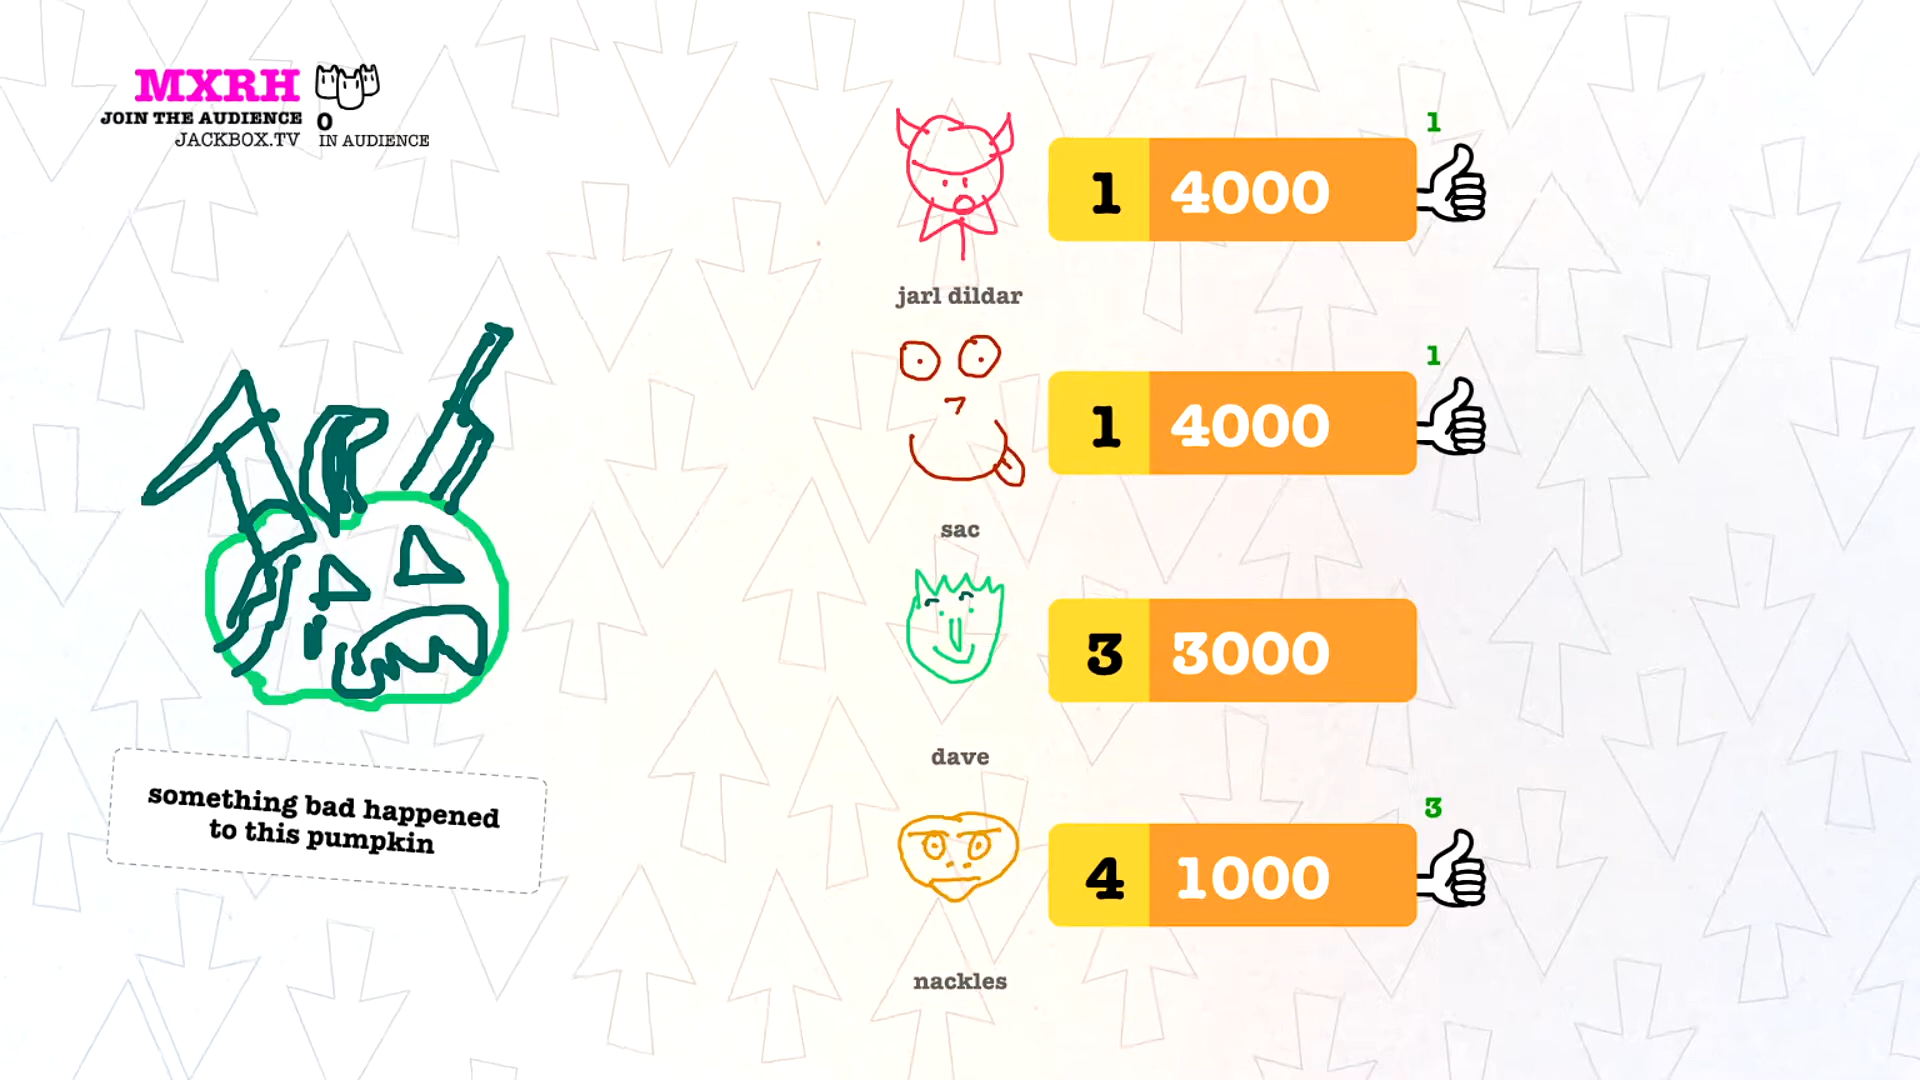 MXRH
JOIN THE AUDIENCE
JACKBOX.TV
0
IN AUDIENCE
something bad happened
to this pumpkin
1 4000
1
jarl dildar
1 4000
1
sac
3 3000
dave
4 1000
3
nackles